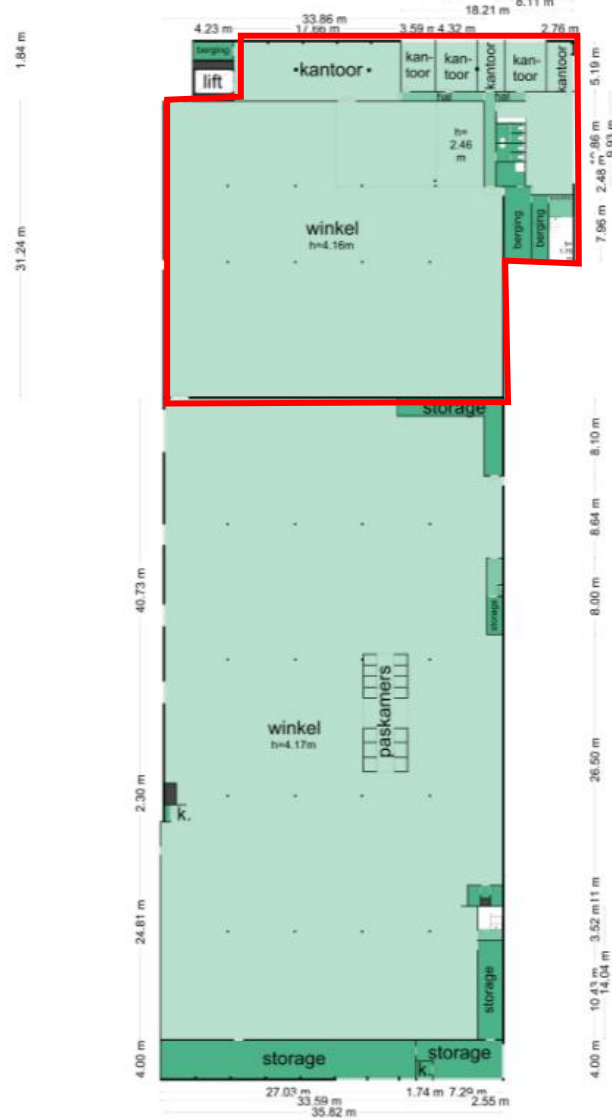 8.11 m
18.21 m
33.86 m
4.23 m
17.66 m
3.59 m
4.32 m
2.76 m
1.84 m
berging
lift
kantoor
kan-
toor
kan-
toor
kantoor
kan-
toor
kantoor
hal
hal
5.19 m
h=
2.46
m
9.93 m
2.48 m
winkel
h=4.16m
berging
berging
7.96 m
31.24 m
storage
8.10 m
8.64 m
storage
8.00 m
40.73 m
paskamers
winkel
h=4.17m
26.50 m
2.30 m
k.
24.81 m
3.52 m
storage
10.43 m
14.04 m
storage
storage
k.
4.00 m
4.00 m
27.03 m
1.74 m
7.29 m
33.59 m
2.55 m
35.82 m